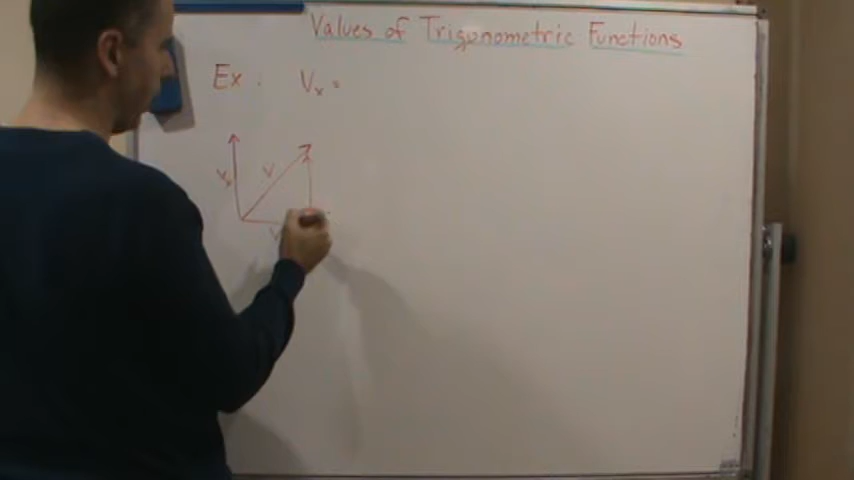 Values of Trigonometric Functions
Ex : Vx =
V
Vy
V